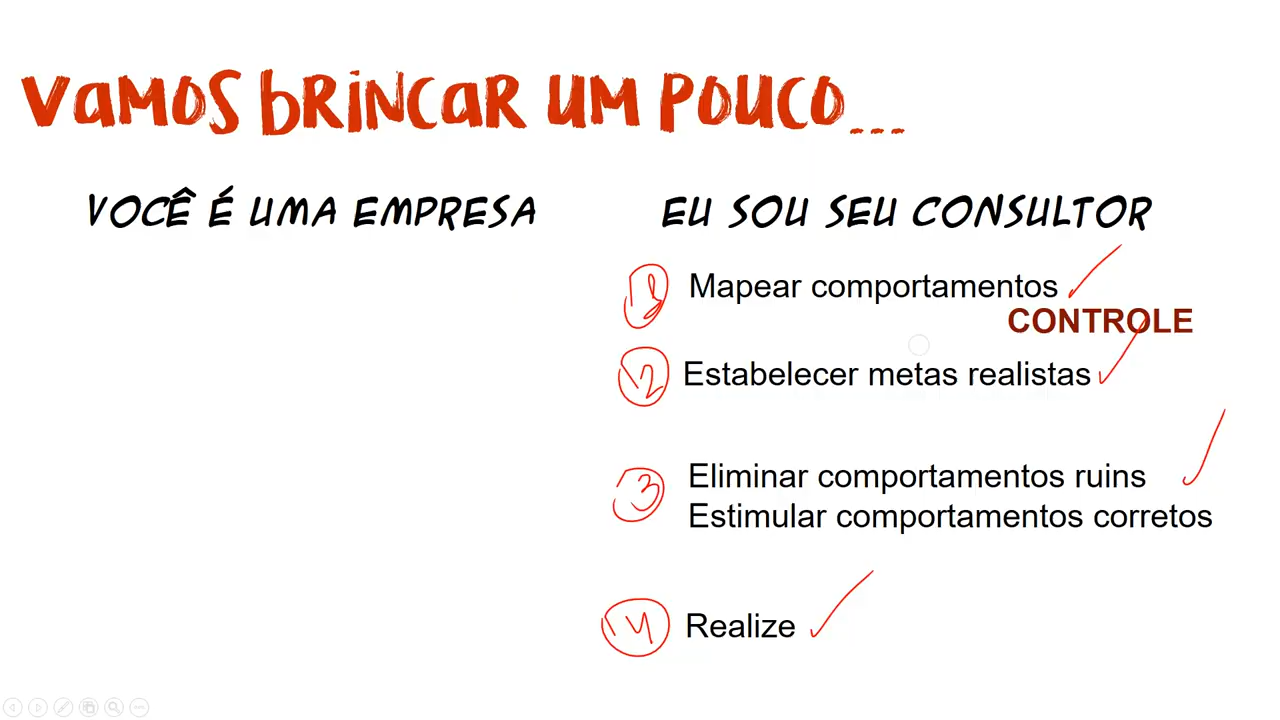 VAMOS BRINCAR UM POUCO...
VOCÊ É UMA EMPRESA
EU SOU SEU CONSULTOR
1 Mapear comportamentos
CONTROLE
2 Estabelecer metas realistas
3 Eliminar comportamentos ruins
Estimular comportamentos corretos
4 Realize